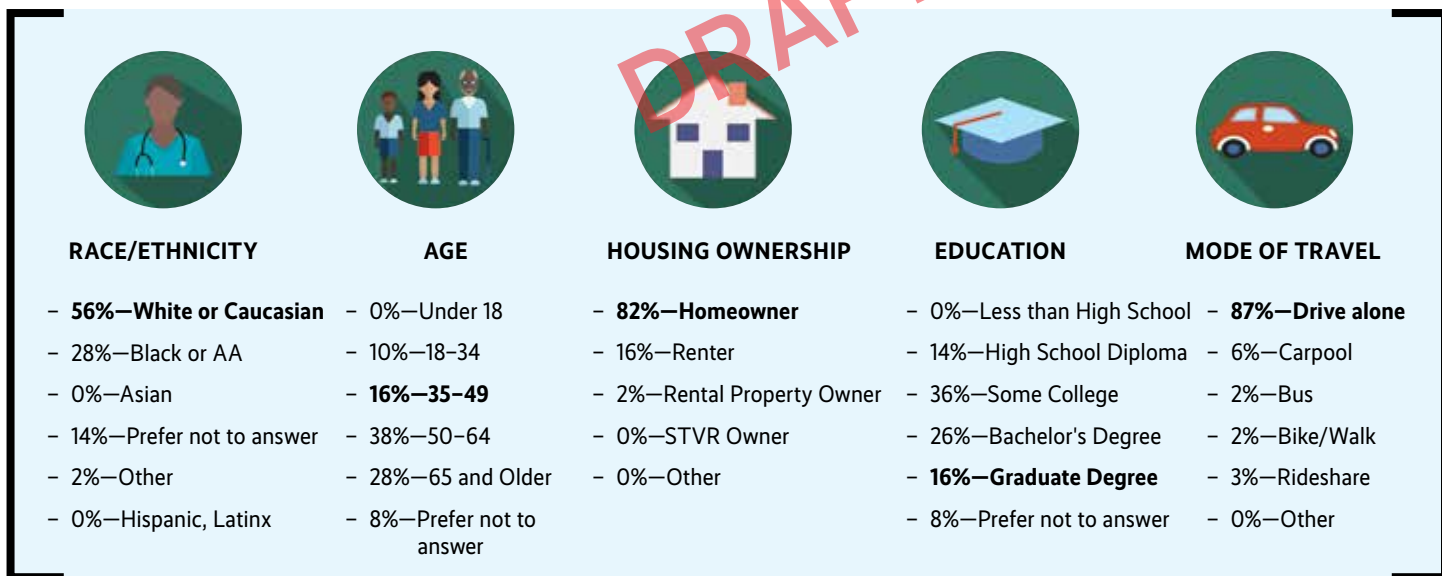 DRAF
RACE/ETHNICITY
– 56%—White or Caucasian
– 28%—Black or AA
– 0%—Asian
– 14%—Prefer not to answer
– 2%—Other
– 0%—Hispanic, Latinx
AGE
– 0%—Under 18
– 10%—18–34
– 16%—35–49
– 38%—50–64
– 28%—65 and Older
– 8%—Prefer not to
answer
HOUSING OWNERSHIP
– 82%—Homeowner
– 16%—Renter
– 2%—Rental Property Owner
– 0%—STVR Owner
– 0%—Other
EDUCATION
– 0%—Less than High School
– 14%—High School Diploma
– 36%—Some College
– 26%—Bachelor's Degree
– 16%—Graduate Degree
– 8%—Prefer not to answer
MODE OF TRAVEL
– 87%—Drive alone
– 6%—Carpool
– 2%—Bus
– 2%—Bike/Walk
– 3%—Rideshare
– 0%—Other